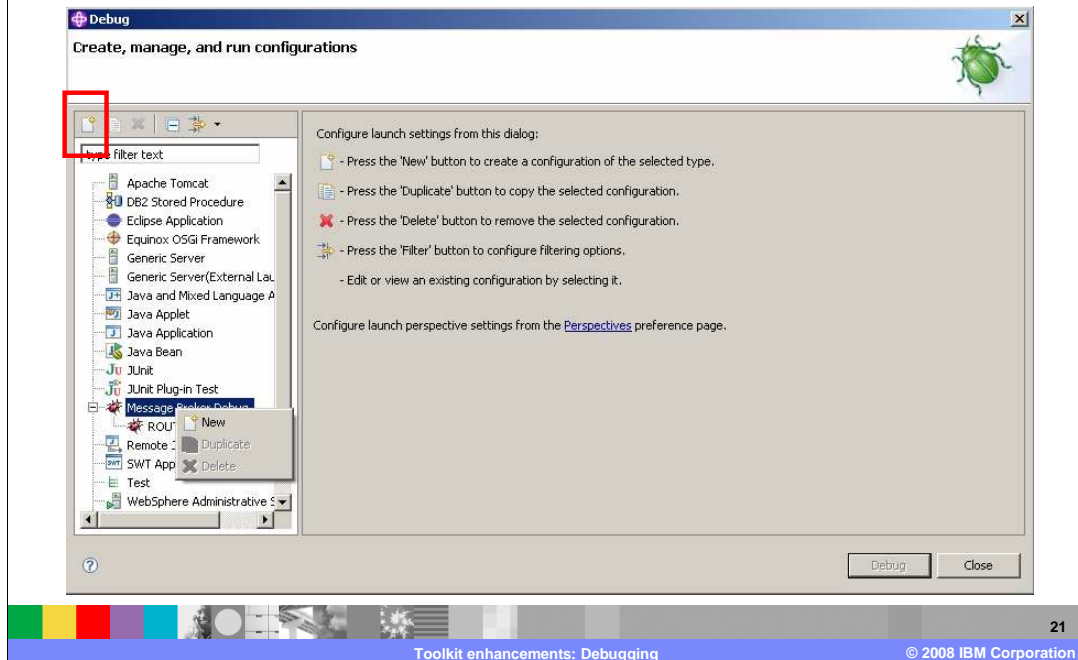 Debug
Create, manage, and run configurations
type filter text
Apache Tomcat
DB2 Stored Procedure
Eclipse Application
Equinox OSGi Framework
Generic Server
Generic Server(External Lau
Java and Mixed Language A
Java Applet
Java Application
Java Bean
Ju JUnit
JUnit Plug-in Test
Message Broker Debug
ROU
New
Remote J
Duplicate
SWT App
Delete
Test
WebSphere Administrative S
Configure launch settings from this dialog:
- Press the 'New' button to create a configuration of the selected type.
- Press the 'Duplicate' button to copy the selected configuration.
- Press the 'Delete' button to remove the selected configuration.
- Press the 'Filter' button to configure filtering options.
- Edit or view an existing configuration by selecting it.
Configure launch perspective settings from the Perspectives preference page.
?
Debug
Close
21
Toolkit enhancements: Debugging
© 2008 IBM Corporation